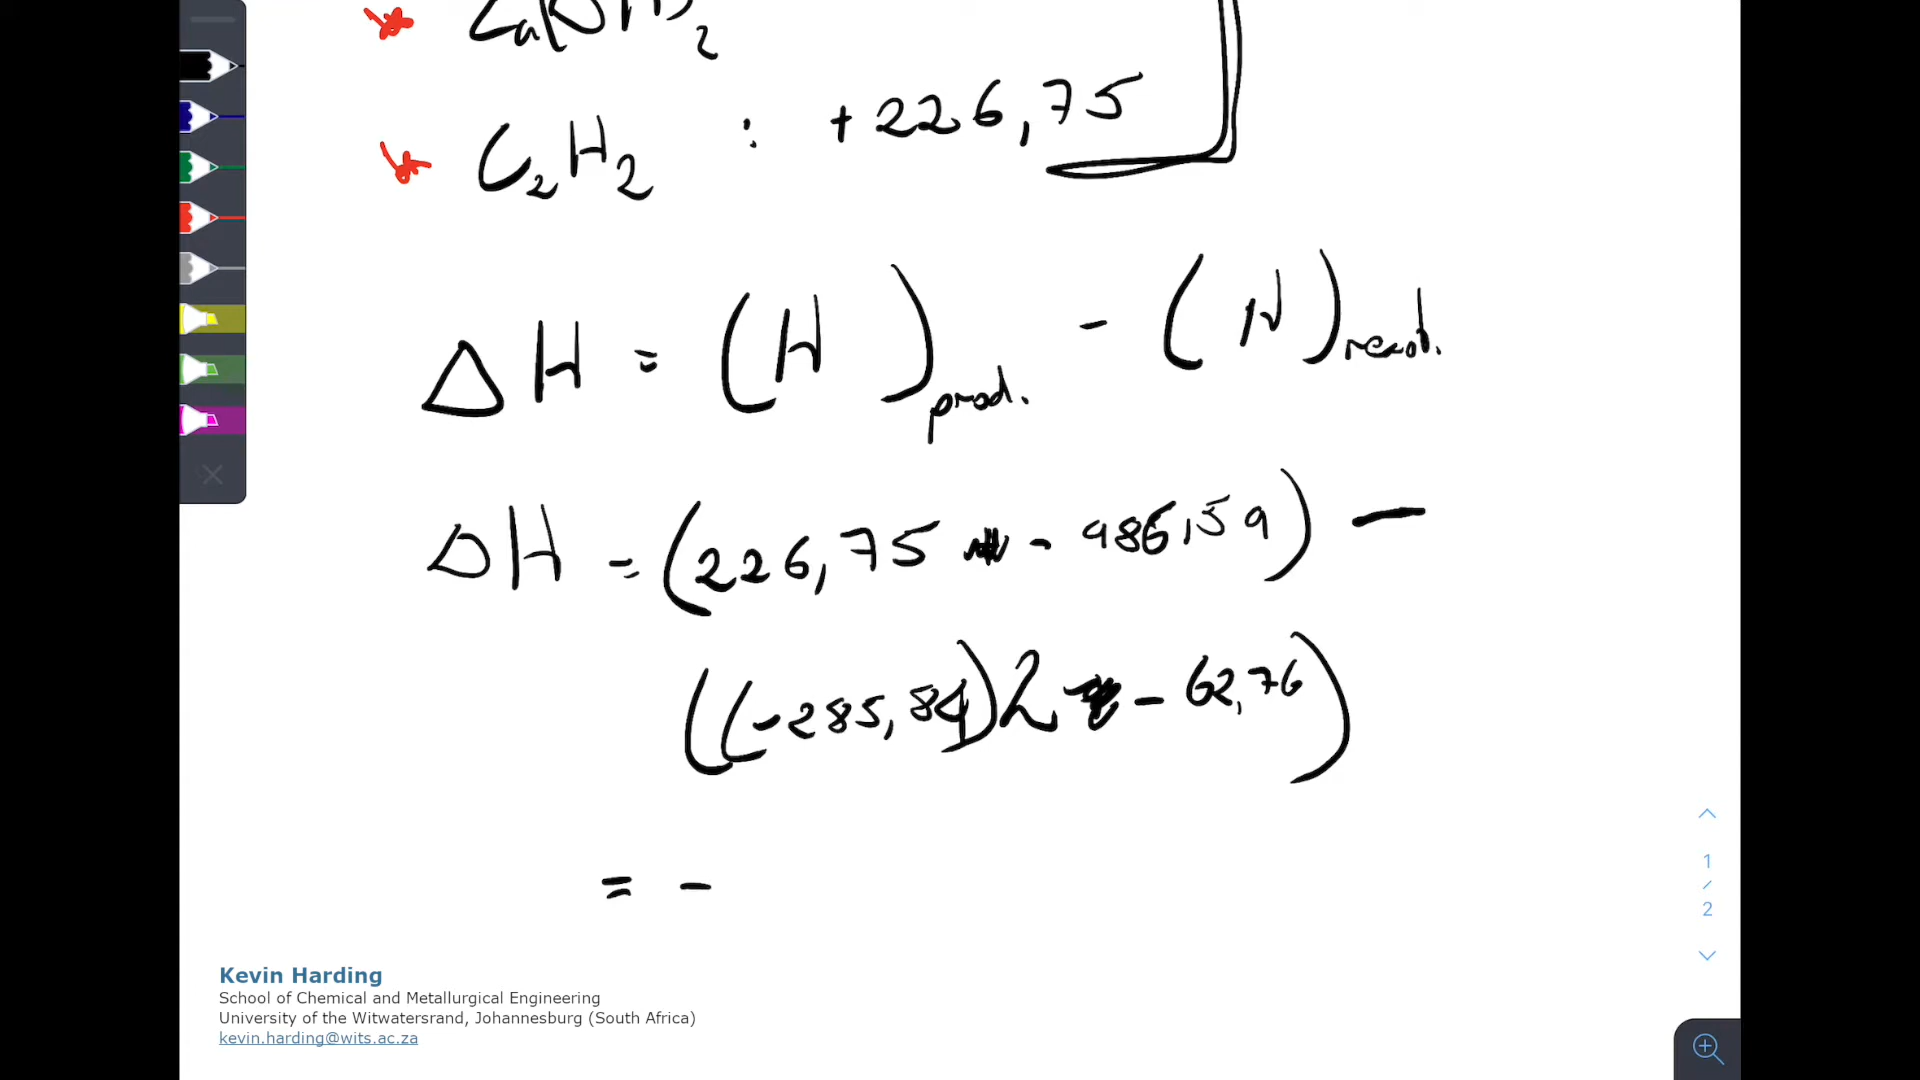 Ca(OH)2
C2H2 : +226,75
ΔH = (H)prod. - (H)react.
ΔH = (226,75 - 986,59) -
((-285,84)2 - 62,76)
= -
1
/
2
Kevin Harding
School of Chemical and Metallurgical Engineering
University of the Witwatersrand, Johannesburg (South Africa)
kevin.harding@wits.ac.za